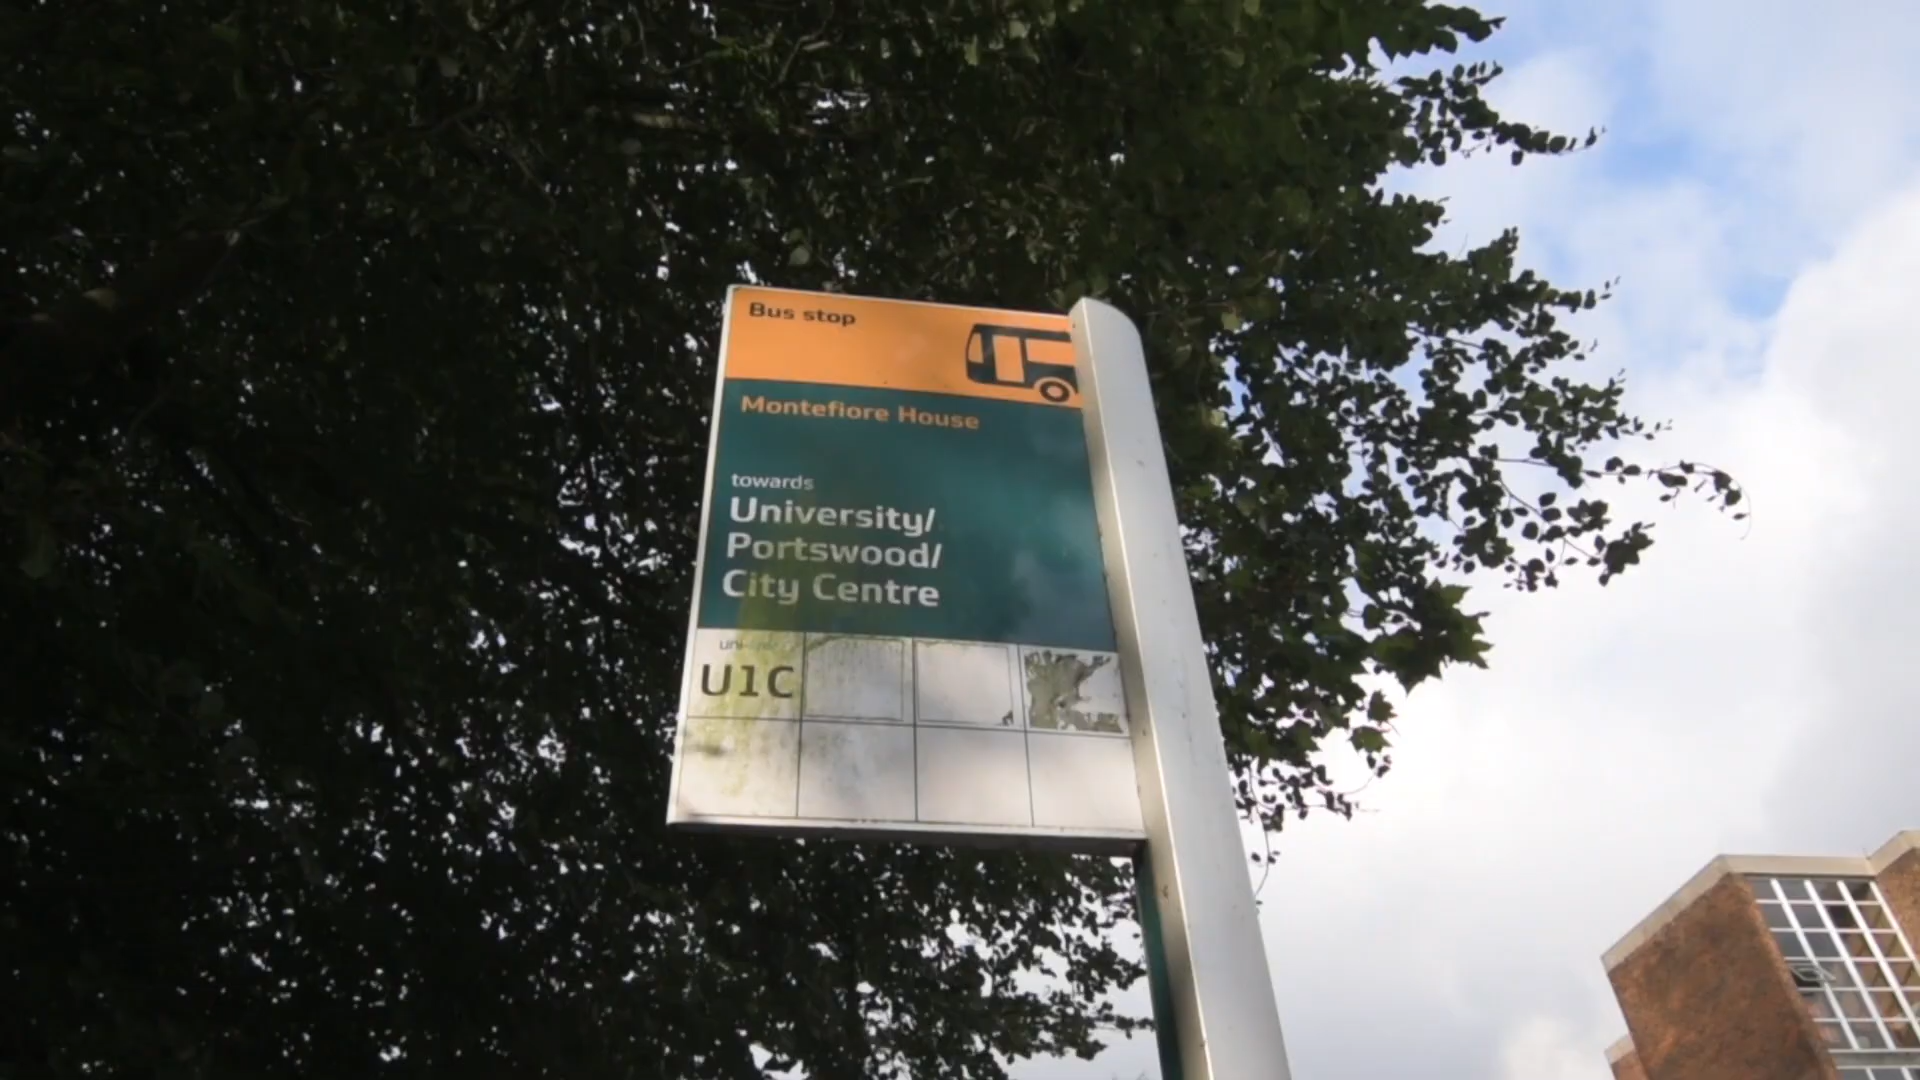 Bus stop
Montefiore House
towards
University/
Portswood/
City Centre
U1C